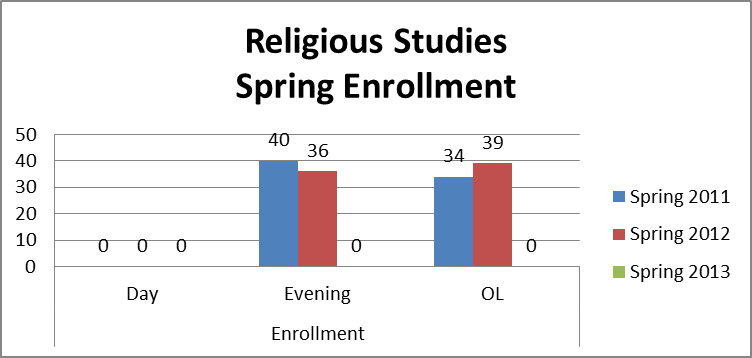 Religious Studies
Spring Enrollment
50
40
30
20
10
0
0 0 0
40
36
0
34
39
0
Day Evening OL
Enrollment
Spring 2011
Spring 2012
Spring 2013